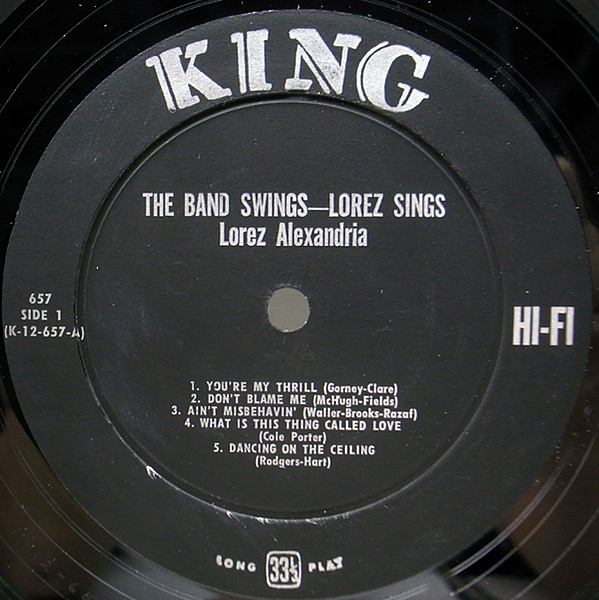 KING
THE BAND SWINGS—LOREZ SINGS
Lorez Alexandria
657
SIDE 1
(K-12-657-A)
HI-FI
1. YOU'RE MY THRILL (Gorney-Clare)
2. DON'T BLAME ME (McHugh-Fields)
3. AIN'T MISBEHAVIN' (Waller-Brooks-Razaf)
4. WHAT IS THIS THING CALLED LOVE
(Cole Porter)
5. DANCING ON THE CEILING
(Rodgers-Hart)
LONG 33⅓ PLAY